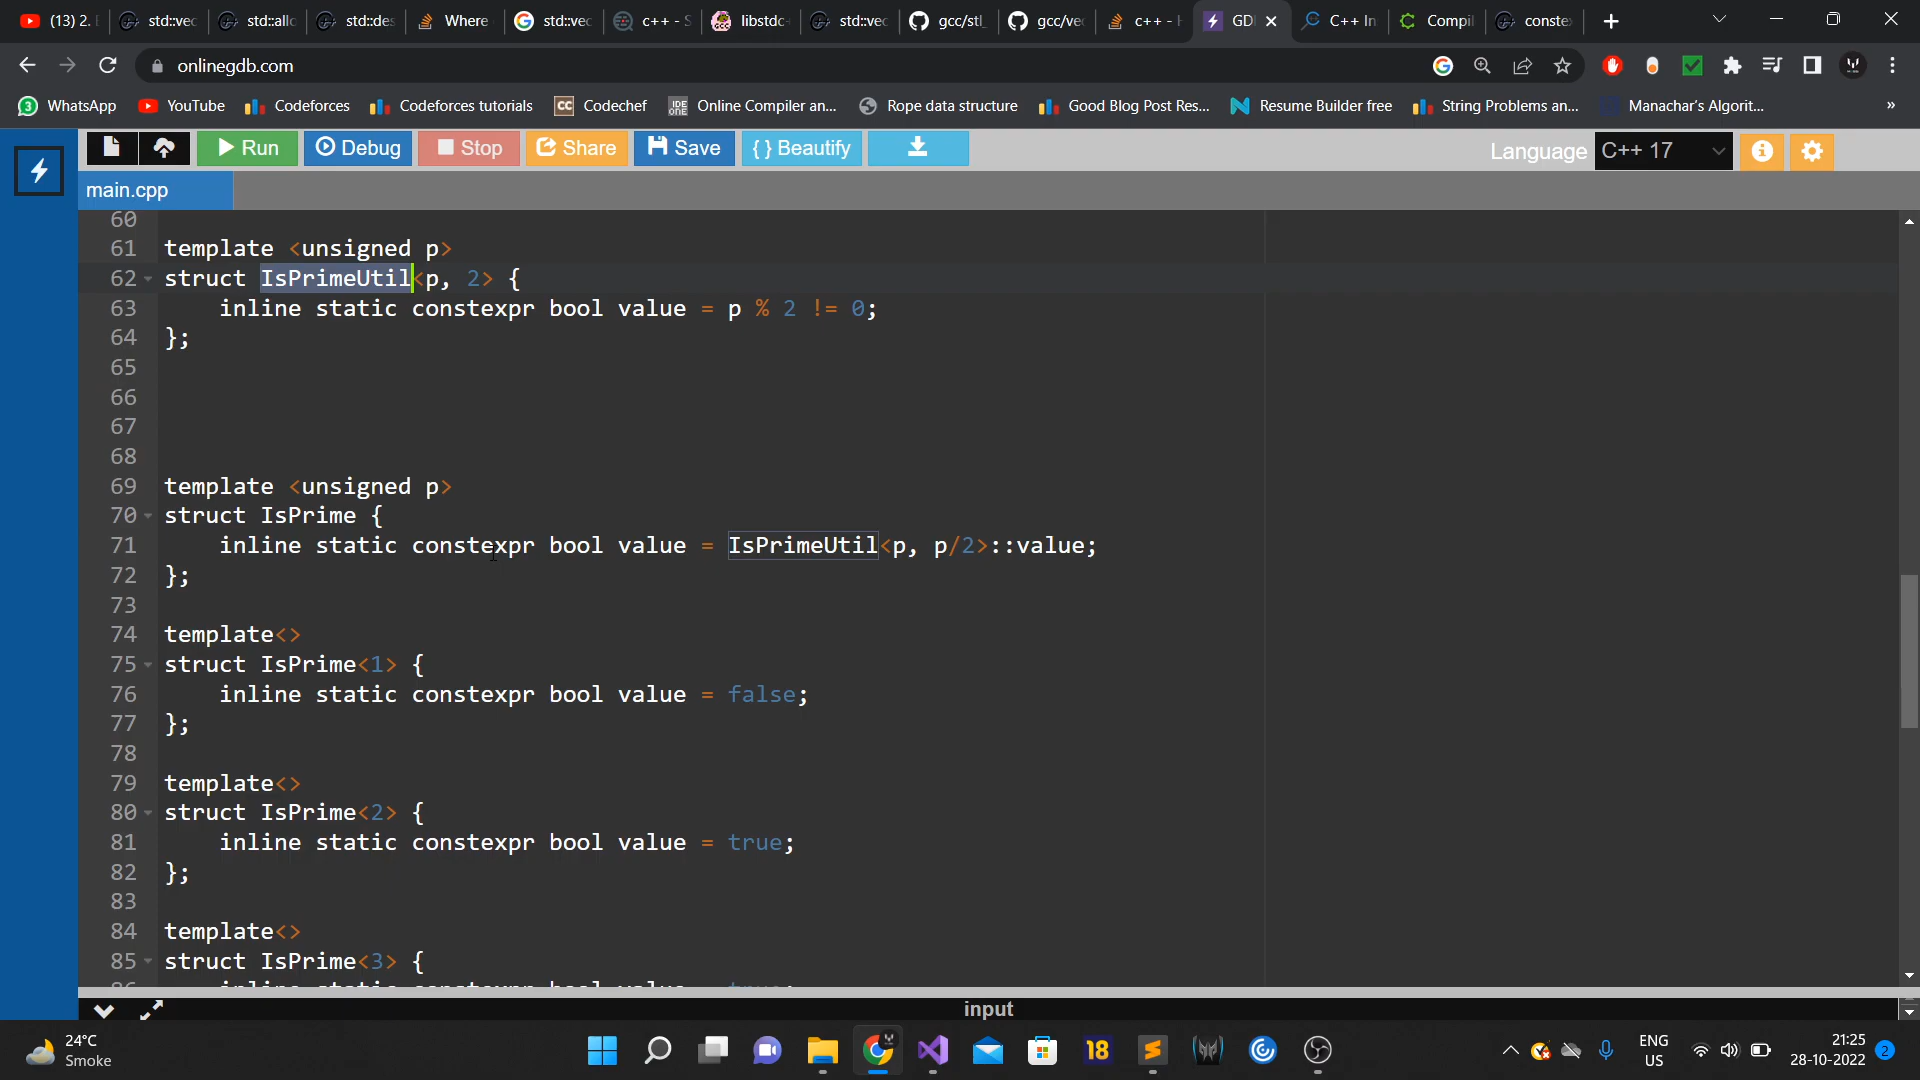 (13) 2.
std::vec
std::allo
std::des
Where
std::vec
c++ - S
libstdc
std::vec
gcc/stl_
gcc/vec
c++ - H
GD
C++ In
Compil
conste
onlinegdb.com
WhatsApp
YouTube
Codeforces
Codeforces tutorials
Codechef
Online Compiler an...
Rope data structure
Good Blog Post Res...
Resume Builder free
String Problems an...
Manachar's Algorit...
»
Run
Debug
Stop
Share
Save
{ } Beautify
Language C++ 17
main.cpp
60
61 template <unsigned p>
62 struct IsPrimeUtil<p, 2> {
63 inline static constexpr bool value = p % 2 != 0;
64 };
65
66
67
68
69 template <unsigned p>
70 struct IsPrime {
71 inline static constexpr bool value = IsPrimeUtil<p, p/2>::value;
72 };
73
74 template<>
75 struct IsPrime<1> {
76 inline static constexpr bool value = false;
77 };
78
79 template<>
80 struct IsPrime<2> {
81 inline static constexpr bool value = true;
82 };
83
84 template<>
85 struct IsPrime<3> {
input
24°C
Smoke
18
ENG
US
21:25
28-10-2022
2